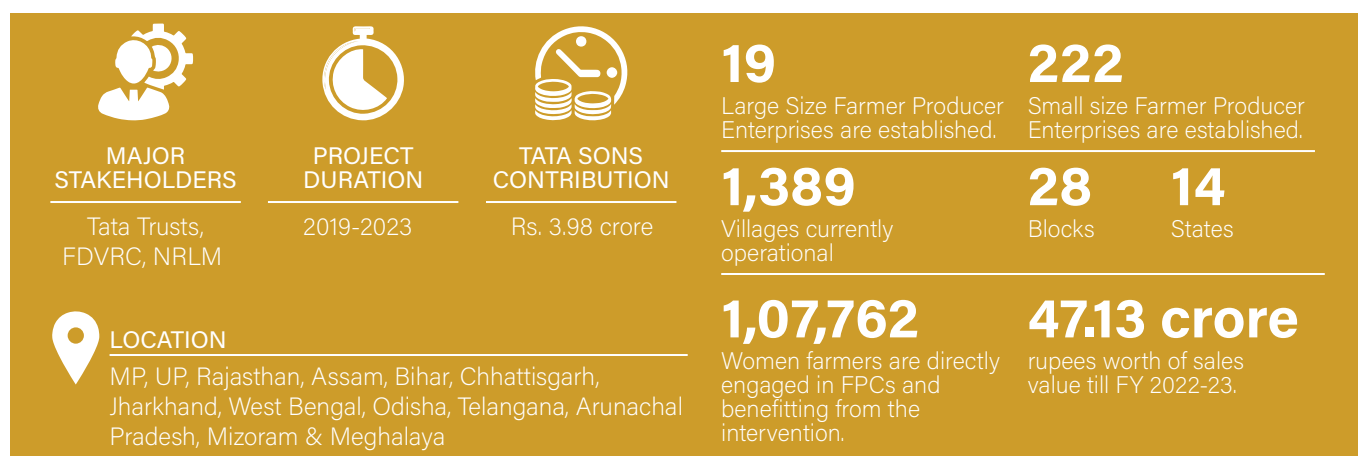 MAJOR
STAKEHOLDERS
Tata Trusts,
FDVRC, NRLM
PROJECT
DURATION
2019-2023
TATA SONS
CONTRIBUTION
Rs. 3.98 crore
LOCATION
MP, UP, Rajasthan, Assam, Bihar, Chhattisgarh,
Jharkhand, West Bengal, Odisha, Telangana, Arunachal
Pradesh, Mizoram & Meghalaya
19
Large Size Farmer Producer
Enterprises are established.
222
Small size Farmer Producer
Enterprises are established.
1,389
Villages currently
operational
28
Blocks
14
States
1,07,762
Women farmers are directly
engaged in FPCs and
benefitting from the
intervention.
47.13 crore
rupees worth of sales
value till FY 2022-23.